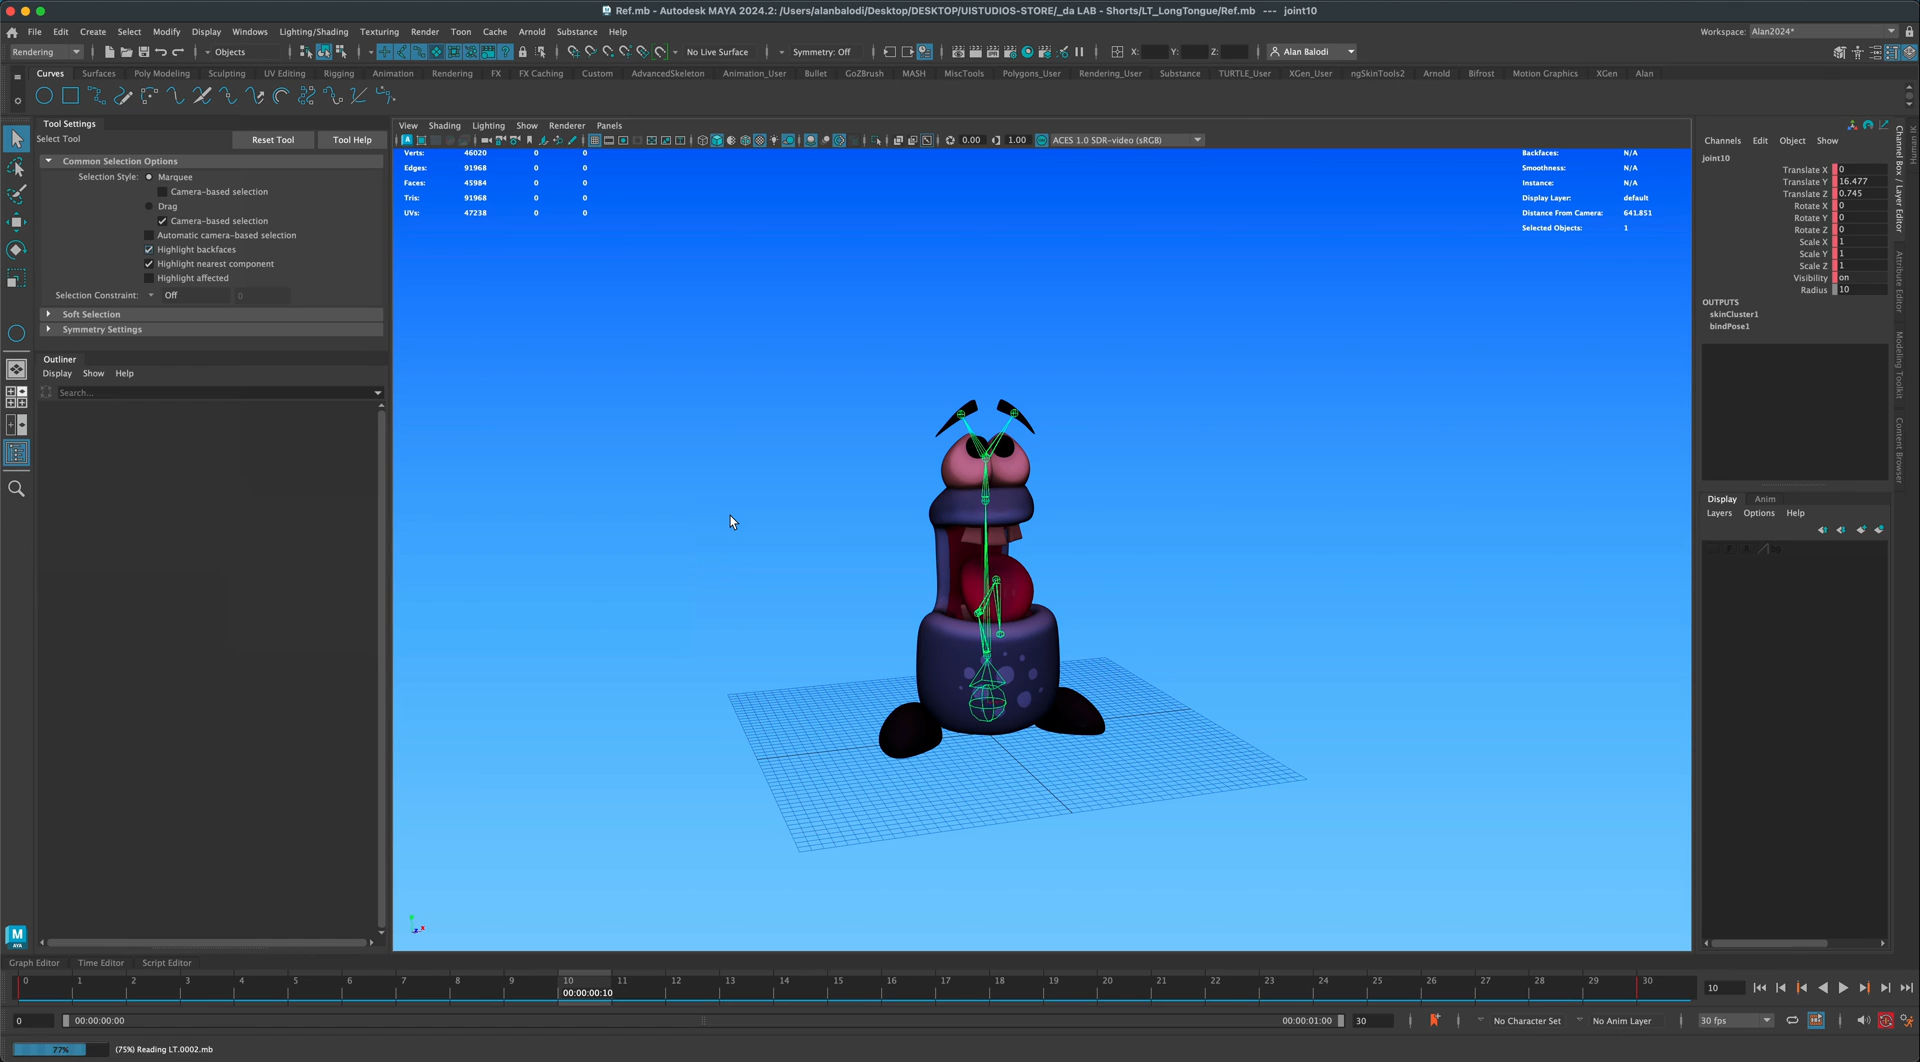 Ref.mb - Autodesk MAYA 2024.2: /Users/alanbalodi/Desktop/DESKTOP/UISTUDIOS-STORE/_da LAB - Shorts/LT_LongTongue/Ref.mb --- joint10
File Edit Create Select Modify Display Windows Lighting/Shading Texturing Render Toon Cache Arnold Substance Help
Workspace: Alan2024*
Rendering Objects No Live Surface Symmetry: Off X: Y: Z: Alan Balodi
Curves Surfaces Poly Modeling Sculpting UV Editing Rigging Animation Rendering FX FX Caching Custom AdvancedSkeleton Animation_User Bullet GoZBrush MASH MiscTools Polygons_User Rendering_User Substance TURTLE_User XGen_User ngSkinTools2 Arnold Bifrost Motion Graphics XGen Alan
Tool Settings
Select Tool Reset Tool Tool Help
Common Selection Options
Selection Style: Marquee
Camera-based selection
Drag
Camera-based selection
Automatic camera-based selection
Highlight backfaces
Highlight nearest component
Highlight affected
Selection Constraint: Off 0
Soft Selection
Symmetry Settings
Outliner
Display Show Help
Search...
View Shading Lighting Show Renderer Panels
0.00 1.00 ACES 1.0 SDR-video (sRGB)
Verts: 46020 0 0
Edges: 91968 0 0
Faces: 45984 0 0
Tris: 91968 0 0
UVs: 47238 0 0
Backfaces: N/A
Smoothness: N/A
Instance: N/A
Display Layer: default
Distance From Camera: 641.851
Selected Objects: 1
Channels Edit Object Show
joint10
Translate X 0
Translate Y 16.477
Translate Z 0.745
Rotate X 0
Rotate Y 0
Rotate Z 0
Scale X 1
Scale Y 1
Scale Z 1
Visibility on
Radius 10
OUTPUTS
skinCluster1
bindPose1
Display Anim
Layers Options Help
Channel Box / Layer Editor
Attribute Editor
Modeling Toolkit
Content Browser
Human IK
M
AYA
Graph Editor Time Editor Script Editor
0 1 2 3 4 5 6 7 8 9 10 11 12 13 14 15 16 17 18 19 20 21 22 23 24 25 26 27 28 29 30
00:00:00:10
10
0 00:00:00:00 00:00:01:00 30 No Character Set No Anim Layer 30 fps
77% (75%) Reading LT.0002.mb